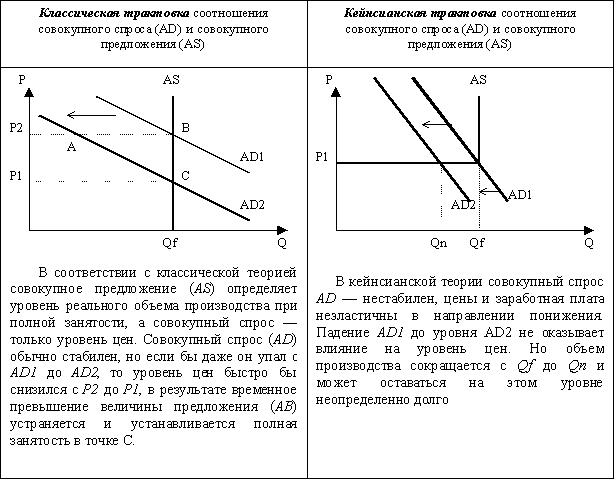 Классическая трактовка соотношения
совокупного спроса (AD) и совокупного
предложения (AS)
Кейнсианская трактовка соотношения
совокупного спроса (AD) и совокупного
предложения (AS)
P
AS
P2
B
A
AD1
P1
C
AD2
Qf
Q
В соответствии с классической теорией
совокупное предложение (AS) определяет
уровень реального объема производства при
полной занятости, а совокупный спрос —
только уровень цен. Совокупный спрос (AD)
обычно стабилен, но если бы даже он упал с
AD1 до AD2, то уровень цен быстро бы
снизился с P2 до P1, в результате временное
превышение величины предложения (AB)
устраняется и устанавливается полная
занятость в точке С.
P
AS
P1
AD1
AD2
Qn
Qf
Q
В кейнсианской теории совокупный спрос
AD — нестабилен, цены и заработная плата
неэластичны в направлении понижения.
Падение AD1 до уровня AD2 не оказывает
влияние на уровень цен. Но объем
производства сокращается с Qf до Qn и
может оставаться на этом уровне
неопределенно долго